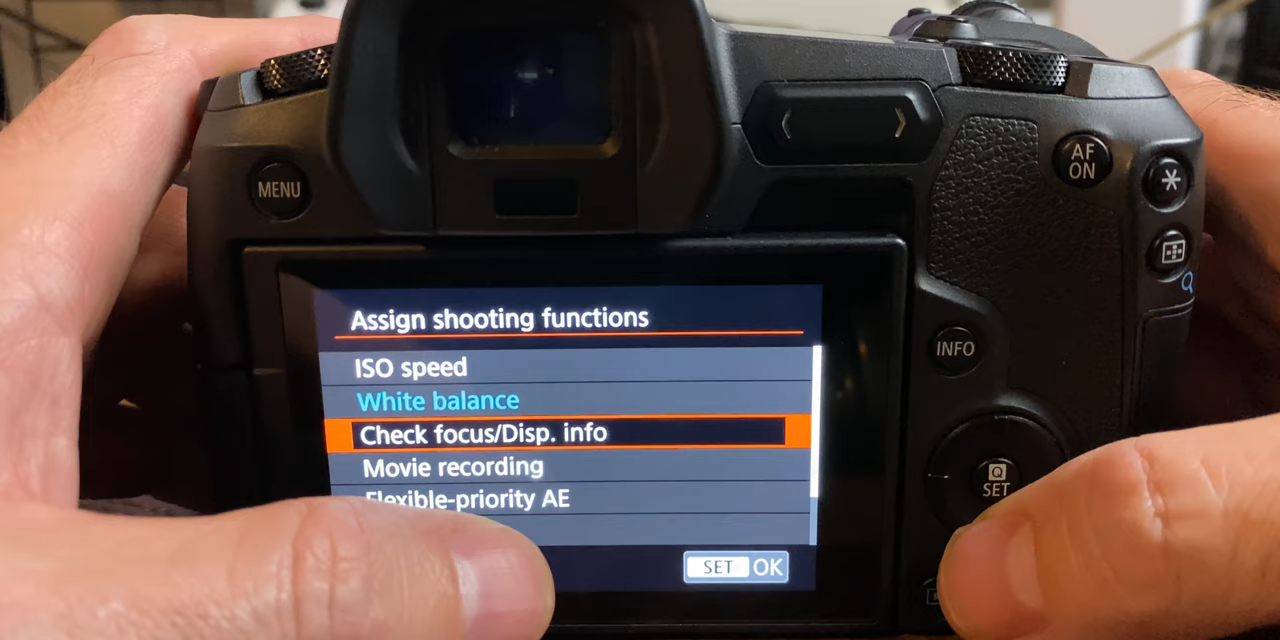 MENU
AF
ON
INFO
Q
SET
Assign shooting functions
ISO speed
White balance
Check focus/Disp. info
Movie recording
Flexible-priority AE
SET OK